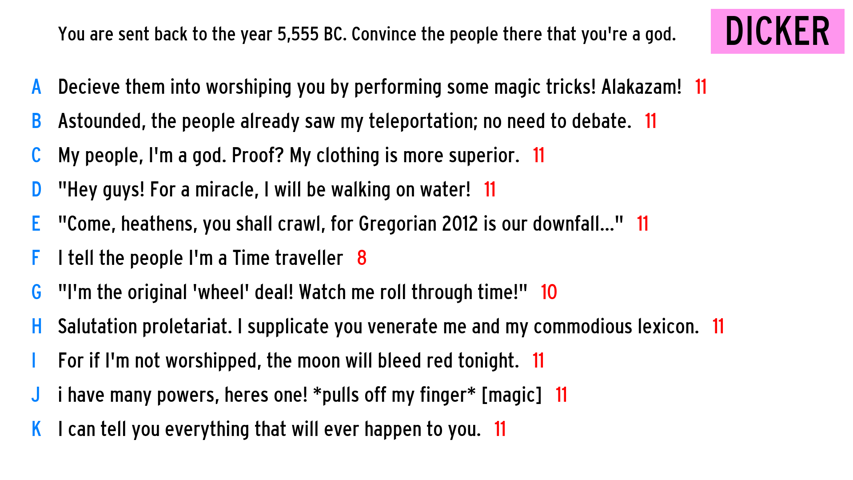 You are sent back to the year 5,555 BC. Convince the people there that you're a god. DICKER
A Decieve them into worshiping you by performing some magic tricks! Alakazam! 11
B Astounded, the people already saw my teleportation; no need to debate. 11
C My people, I'm a god. Proof? My clothing is more superior. 11
D "Hey guys! For a miracle, I will be walking on water! 11
E "Come, heathens, you shall crawl, for Gregorian 2012 is our downfall..." 11
F I tell the people I'm a Time traveller 8
G "I'm the original 'wheel' deal! Watch me roll through time!" 10
H Salutation proletariat. I supplicate you venerate me and my commodious lexicon. 11
I For if I'm not worshipped, the moon will bleed red tonight. 11
J i have many powers, heres one! *pulls off my finger* [magic] 11
K I can tell you everything that will ever happen to you. 11